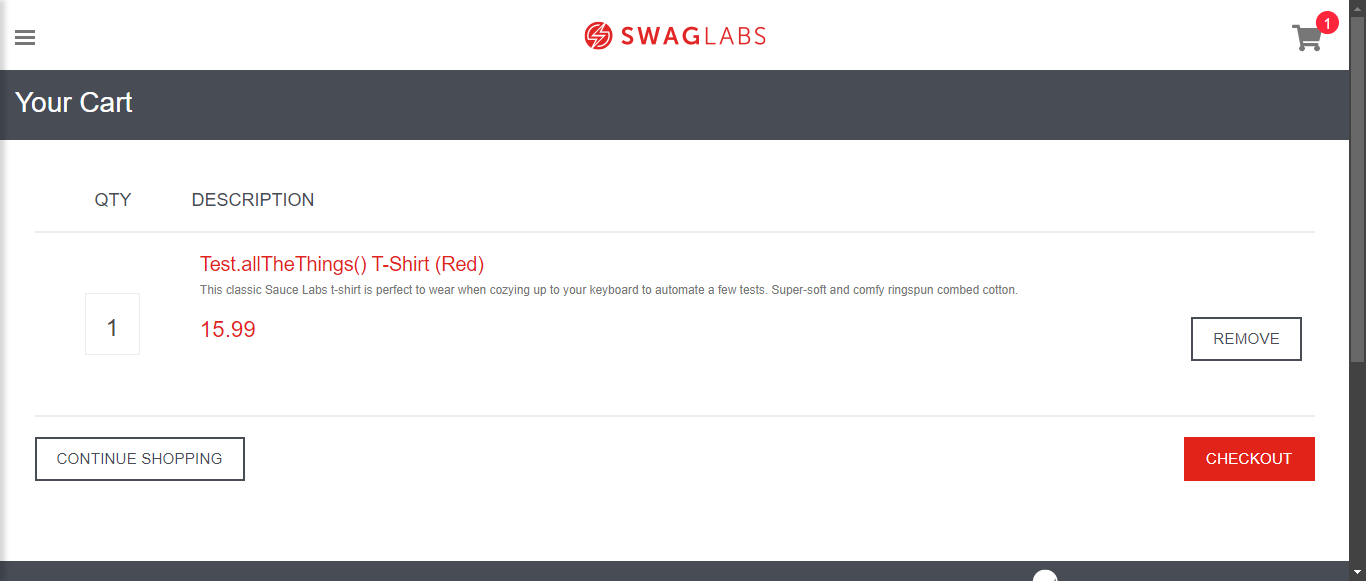 SWAGLABS
1
Your Cart
QTY DESCRIPTION
Test.allTheThings() T-Shirt (Red)
This classic Sauce Labs t-shirt is perfect to wear when cozying up to your keyboard to automate a few tests. Super-soft and comfy ringspun combed cotton.
1
15.99
REMOVE
CONTINUE SHOPPING
CHECKOUT